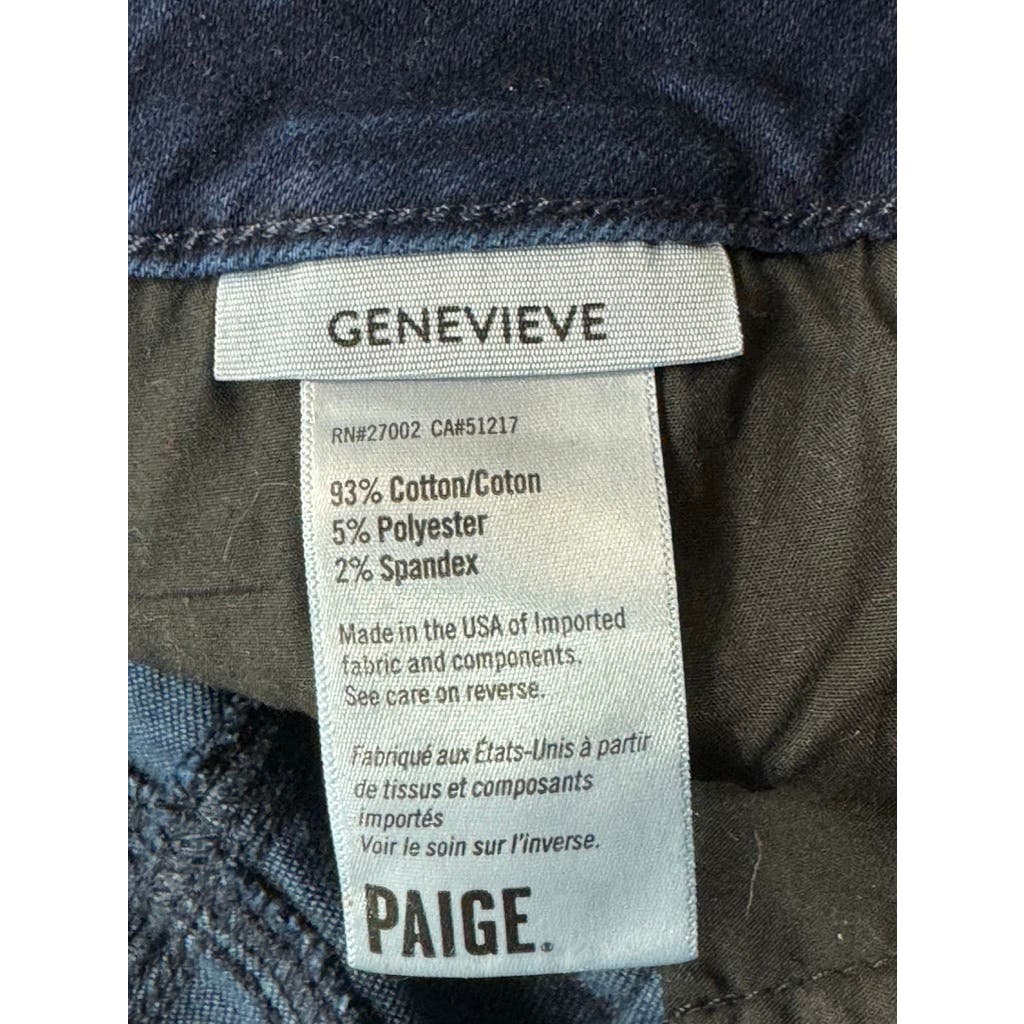 GENEVIEVE
RN#27002 CA#51217
93% Cotton/Coton
5% Polyester
2% Spandex
Made in the USA of Imported
fabric and components.
See care on reverse.
Fabriqué aux États-Unis à partir
de tissus et composants
importés
Voir le soin sur l'inverse.
PAIGE.